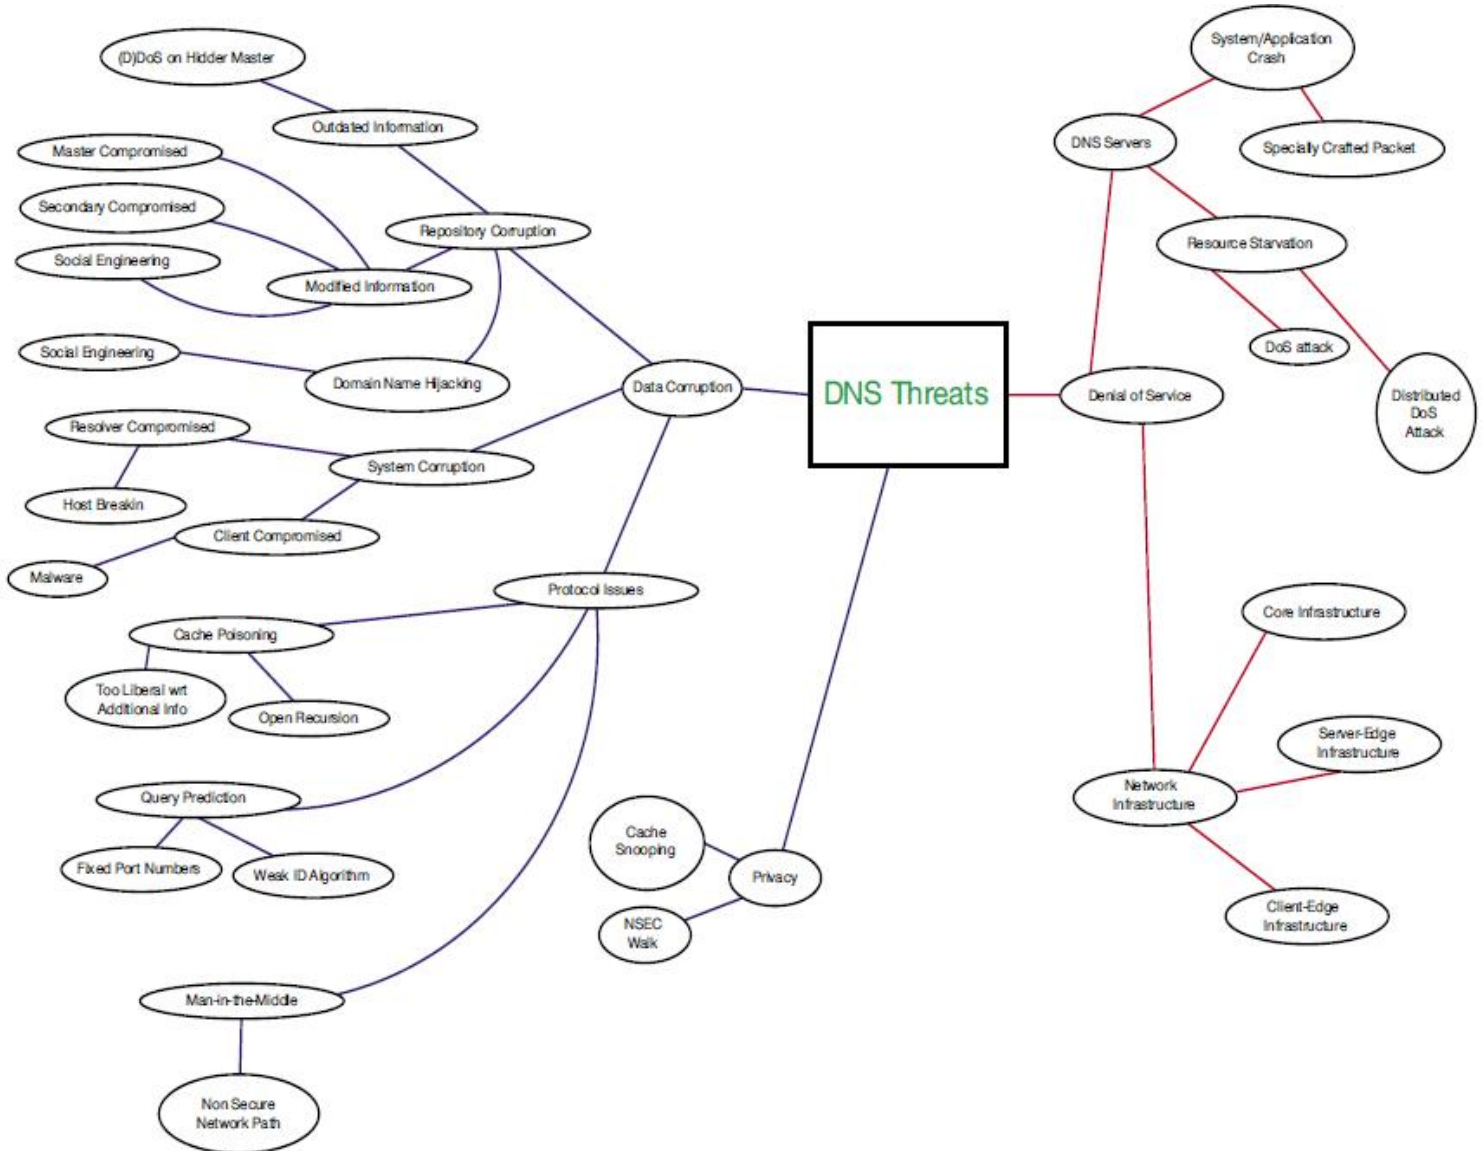 (D)DoS on Hidder Master
Outdated Information
Master Compromised
Secondary Compromised
Social Engineering
Repository Corruption
Modified Information
Social Engineering
Domain Name Hijacking
Data Corruption
Resolver Compromised
System Corruption
Host Breakin
Client Compromised
Malware
Protocol Issues
Cache Poisoning
Too Liberal wrt
Additional Info
Open Recursion
Query Prediction
Fixed Port Numbers
Weak ID Algorithm
Man-in-the-Middle
Non Secure
Network Path
DNS Threats
Cache
Snooping
Privacy
NSEC
Walk
System/Application
Crash
DNS Servers
Specially Crafted Packet
Resource Starvation
DoS attack
Denial of Service
Distributed
DoS
Attack
Core Infrastructure
Server-Edge
Infrastructure
Network
Infrastructure
Client-Edge
Infrastructure